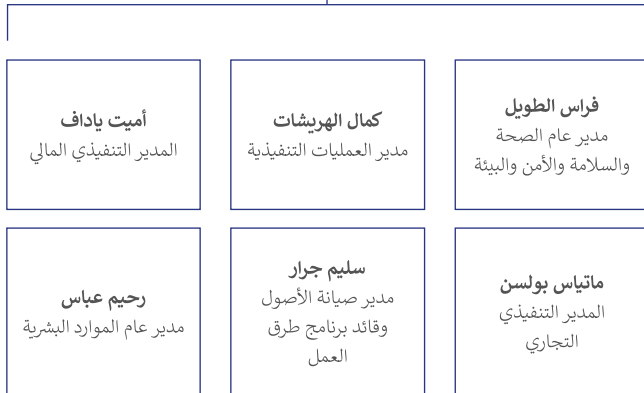 فراس الطويل
مدير عام الصحة
والسلامة والأمن والبيئة
كمال الهريشات
مدير العمليات التنفيذية
أميت ياداف
المدير التنفيذي المالي
ماتياس بولسن
المدير التنفيذي
التجاري
سليم جرار
مدير صيانة الأصول
وقائد برنامج طرق
العمل
رحيم عباس
مدير عام الموارد البشرية